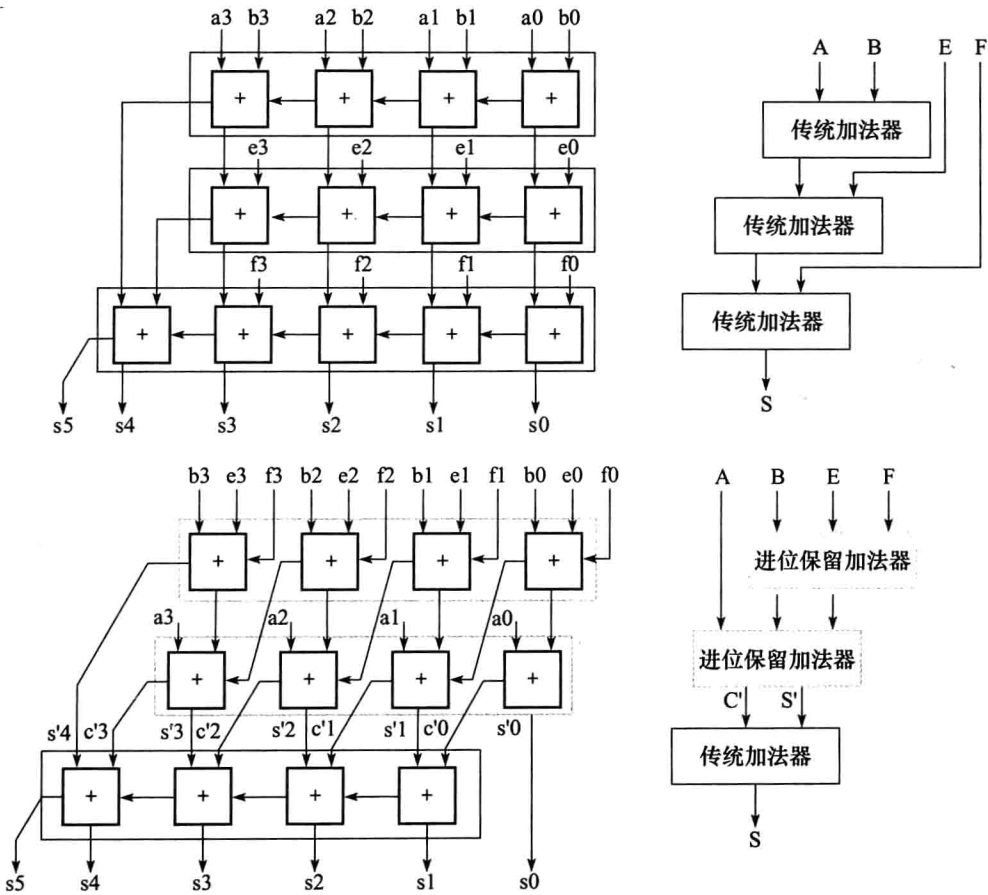 a3 b3 a2 b2 a1 b1 a0 b0
+ + + +
e3 e2 e1 e0
+ + + +
f3 f2 f1 f0
+ + + + +
s5 s4 s3 s2 s1 s0
A B E F
传统加法器
传统加法器
传统加法器
S
b3 e3 f3 b2 e2 f2 b1 e1 f1 b0 e0 f0
+ + + +
a3 a2 a1 a0
+ + + +
s'4 c'3 s'3 c'2 s'2 c'1 s'1 c'0 s'0
+ + + +
s5 s4 s3 s2 s1 s0
A B E F
进位保留加法器
进位保留加法器
C' S'
传统加法器
S